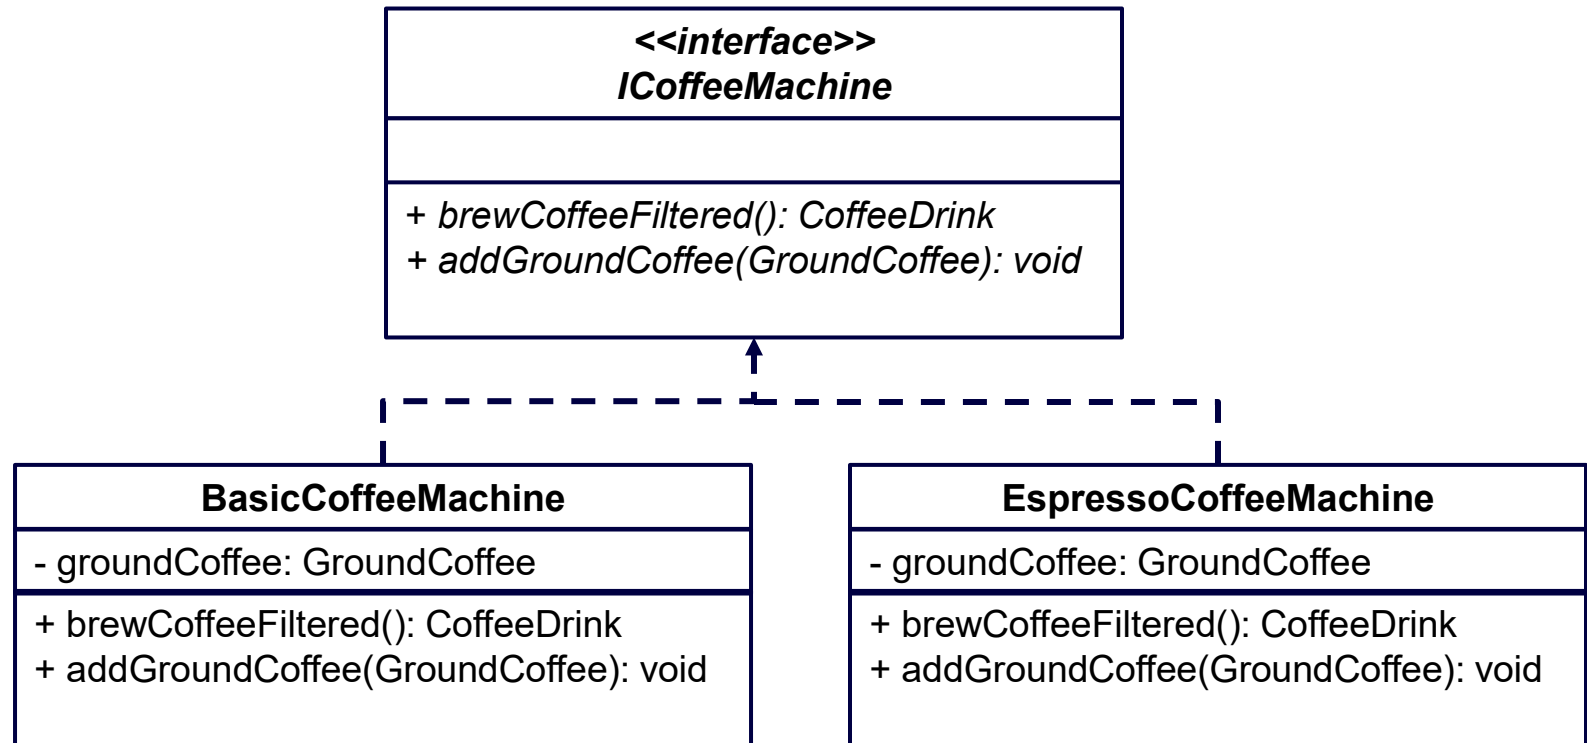 <<interface>>
ICoffeeMachine
+ brewCoffeeFiltered(): CoffeeDrink
+ addGroundCoffee(GroundCoffee): void
BasicCoffeeMachine
- groundCoffee: GroundCoffee
+ brewCoffeeFiltered(): CoffeeDrink
+ addGroundCoffee(GroundCoffee): void
EspressoCoffeeMachine
- groundCoffee: GroundCoffee
+ brewCoffeeFiltered(): CoffeeDrink
+ addGroundCoffee(GroundCoffee): void